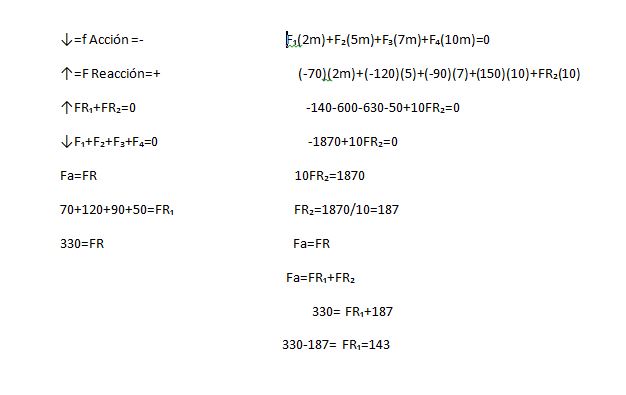 ↓=f Acción =-
↑=F Reacción=+
↑FR₁+FR₂=0
↓F₁+F₂+F₃+F₄=0
Fa=FR
70+120+90+50=FR₁
330=FR
F₁(2m)+F₂(5m)+F₃(7m)+F₄(10m)=0
(-70)(2m)+(-120)(5)+(-90)(7)+(150)(10)+FR₂(10)
-140-600-630-50+10FR₂=0
-1870+10FR₂=0
10FR₂=1870
FR₂=1870/10=187
Fa=FR
Fa=FR₁+FR₂
330= FR₁+187
330-187= FR₁=143